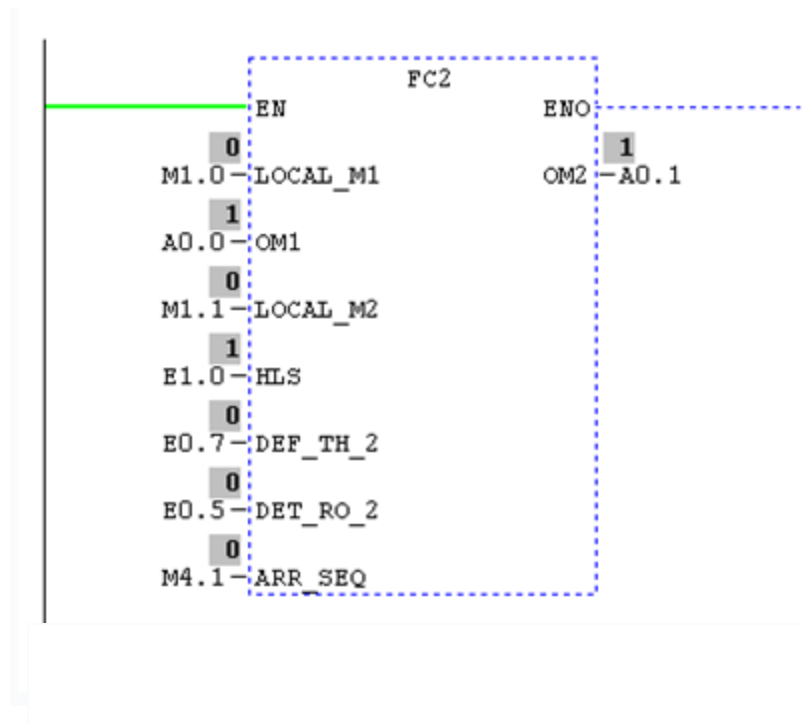 FC2
EN ENO
0 1
M1.0 LOCAL_M1 OM2 A0.1
1
A0.0 OM1
0
M1.1 LOCAL_M2
1
E1.0 HLS
0
E0.7 DEF_TH_2
0
E0.5 DET_RO_2
0
M4.1 ARR_SEQ